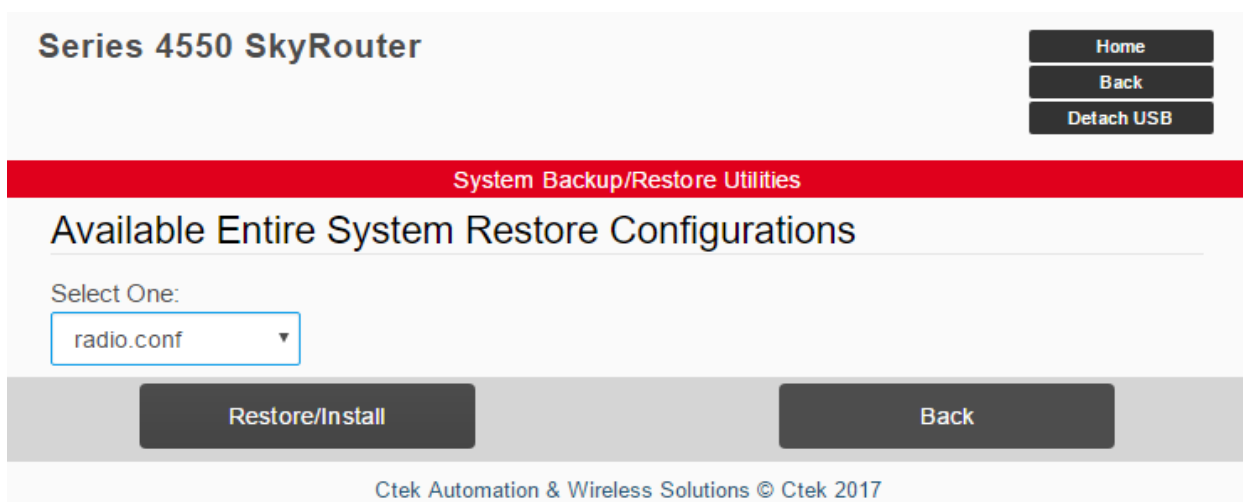 Series 4550 SkyRouter
Home
Back
Detach USB
System Backup/Restore Utilities
Available Entire System Restore Configurations
Select One:
radio.conf
Restore/Install
Back
Ctek Automation & Wireless Solutions © Ctek 2017